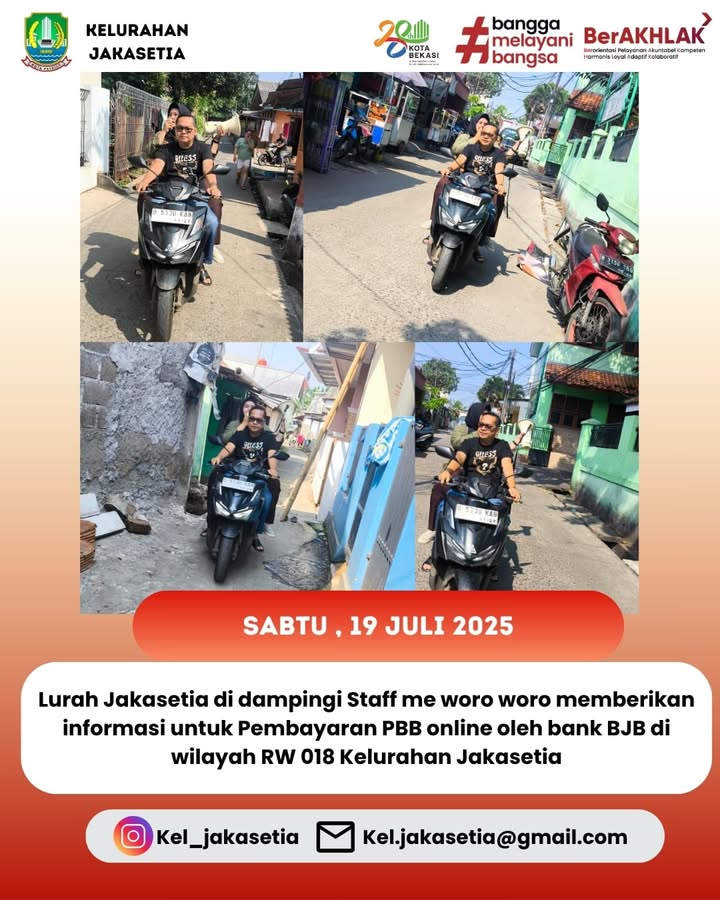 KELURAHAN
JAKASETIA
KOTA
BEKASI
#bangga
melayani
bangsa
BerAKHLAK
Berorientasi Pelayanan Akuntabel Kompeten
Harmonis Loyal Adaptif Kolaboratif
GUESS
?
SABTU , 19 JULI 2025
Lurah Jakasetia di dampingi Staff me woro woro memberikan
informasi untuk Pembayaran PBB online oleh bank BJB di
wilayah RW 018 Kelurahan Jakasetia
Kel_jakasetia
Kel.jakasetia@gmail.com